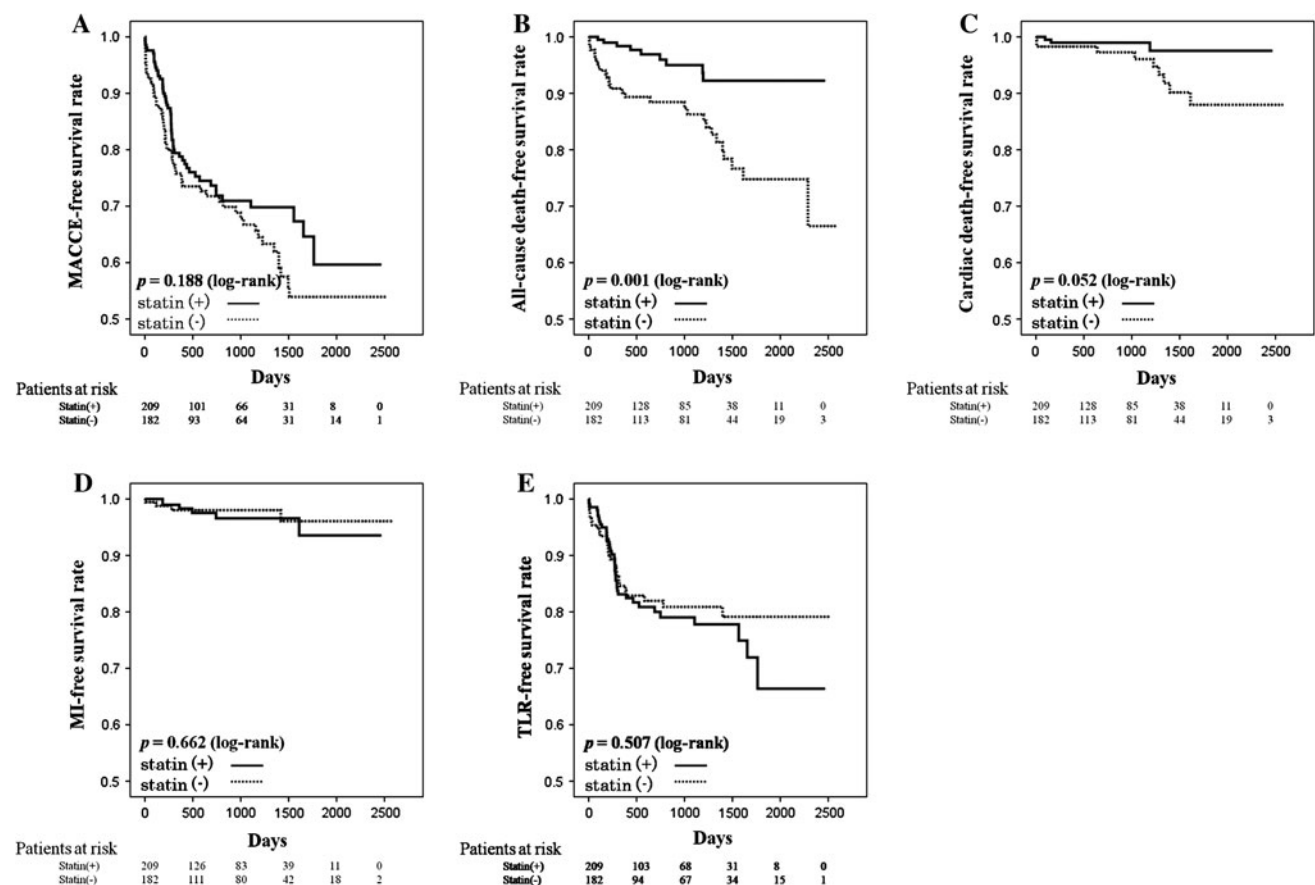 A
MACCE-free survival rate
1.0
0.9
0.8
0.7
0.6
0.5
p = 0.188 (log-rank)
statin (+)
statin (-)
0 500 1000 1500 2000 2500
Days
Patients at risk
Statin(+) 209 101 66 31 8 0
Statin(-) 182 93 64 31 14 1
B
All-cause death-free survival rate
1.0
0.9
0.8
0.7
0.6
0.5
p = 0.001 (log-rank)
statin (+)
statin (-)
0 500 1000 1500 2000 2500
Days
Patients at risk
Statin(+) 209 128 85 38 11 0
Statin(-) 182 113 81 44 19 3
C
Cardiac death-free survival rate
1.0
0.9
0.8
0.7
0.6
0.5
p = 0.052 (log-rank)
statin (+)
statin (-)
0 500 1000 1500 2000 2500
Days
Patients at risk
Statin(+) 209 128 85 38 11 0
Statin(-) 182 113 81 44 19 3
D
MI-free survival rate
1.0
0.9
0.8
0.7
0.6
0.5
p = 0.662 (log-rank)
statin (+)
statin (-)
0 500 1000 1500 2000 2500
Days
Patients at risk
Statin(+) 209 126 83 39 11 0
Statin(-) 182 111 80 42 18 2
E
TLR-free survival rate
1.0
0.9
0.8
0.7
0.6
0.5
p = 0.507 (log-rank)
statin (+)
statin (-)
0 500 1000 1500 2000 2500
Days
Patients at risk
Statin(+) 209 103 68 31 8 0
Statin(-) 182 94 67 34 15 1